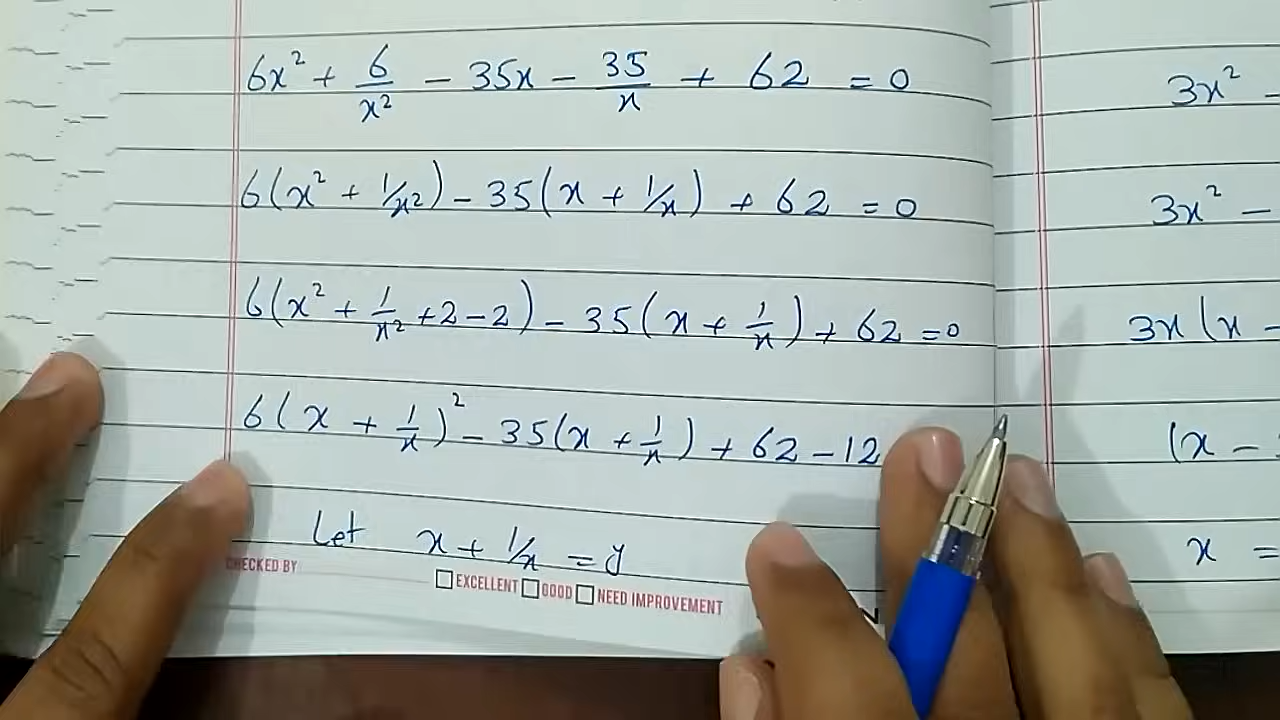 6x² + 6/x² - 35x - 35/x + 62 = 0
6(x² + 1/x²) - 35(x + 1/x) + 62 = 0
6(x² + 1/x² + 2 - 2) - 35(x + 1/x) + 62 = 0
6(x + 1/x)² - 35(x + 1/x) + 62 - 12
Let x + 1/x = y
CHECKED BY
EXCELLENT GOOD NEED IMPROVEMENT
3x² -
3x² -
3x(x -
(x -
x =